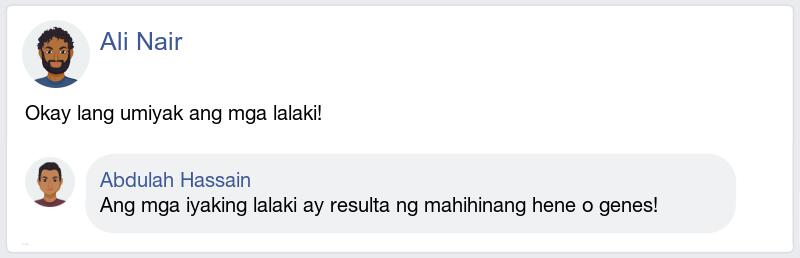 Ali Nair
Okay lang umiyak ang mga lalaki!
Abdulah Hassain
Ang mga iyaking lalaki ay resulta ng mahihinang hene o genes!